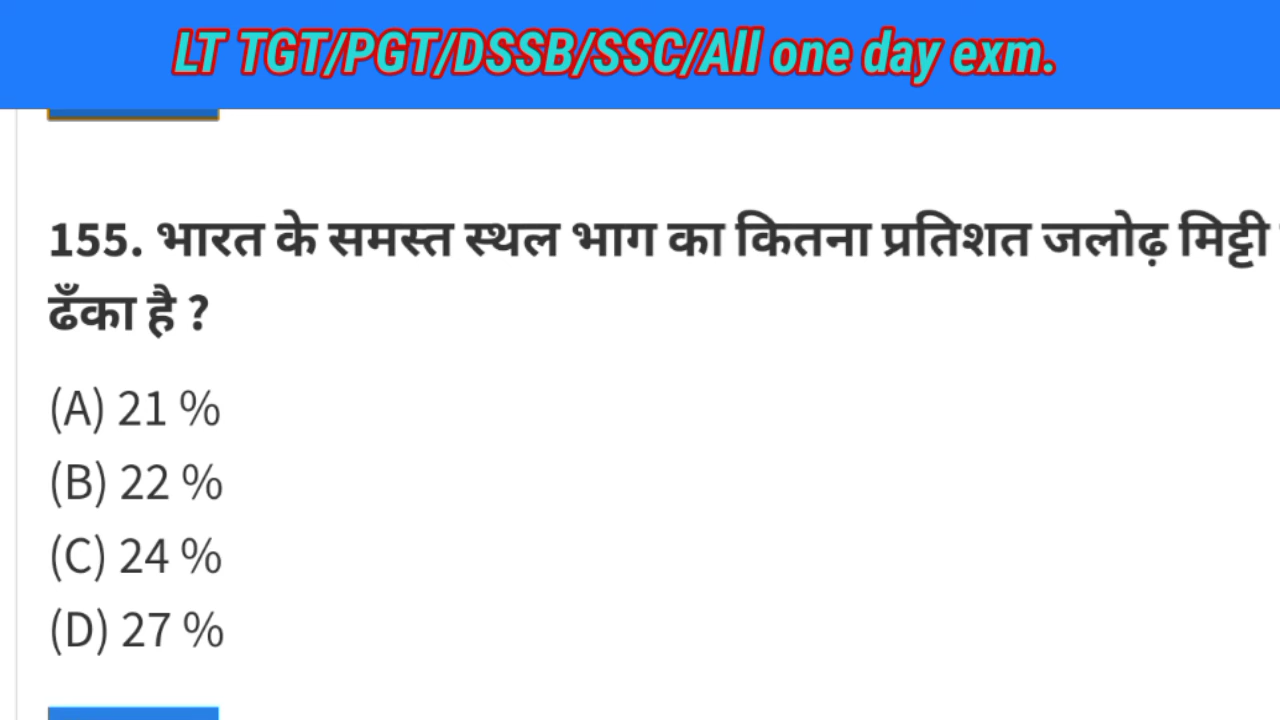 LT TGT/PGT/DSSB/SSC/All one day exm.
155. भारत के समस्त स्थल भाग का कितना प्रतिशत जलोढ़ मिट्टी
ढँका है ?
(A) 21 %
(B) 22 %
(C) 24 %
(D) 27 %